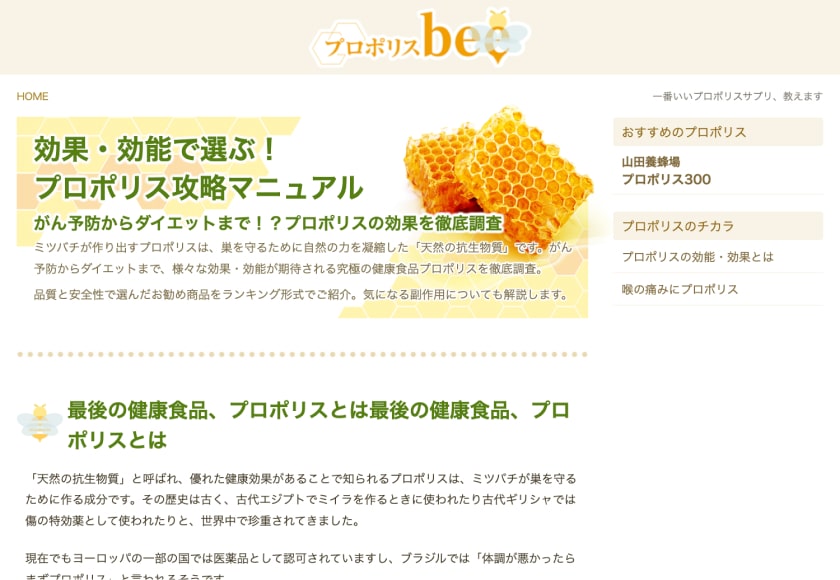 プロポリスbee
HOME
一番いいプロポリスサプリ、教えます
効果・効能で選ぶ！
プロポリス攻略マニュアル
がん予防からダイエットまで！？プロポリスの効果を徹底調査
ミツバチが作り出すプロポリスは、巣を守るために自然の力を凝縮した「天然の抗生物質」です。がん
予防からダイエットまで、様々な効果・効能が期待される究極の健康食品プロポリスを徹底調査。
品質と安全性で選んだお勧め商品をランキング形式でご紹介。気になる副作用についても解説します。
おすすめのプロポリス
山田養蜂場
プロポリス300
プロポリスのチカラ
プロポリスの効能・効果とは
喉の痛みにプロポリス
最後の健康食品、プロポリスとは最後の健康食品、プロ
ポリスとは
「天然の抗生物質」と呼ばれ、優れた健康効果があることで知られるプロポリスは、ミツバチが巣を守る
ために作る成分です。その歴史は古く、古代エジプトでミイラを作るときに使われたり古代ギリシャでは
傷の特効薬として使われたりと、世界中で珍重されてきました。
現在でもヨーロッパの一部の国では医薬品として認可されていますし、ブラジルでは「体調が悪かったら
まずプロポリス」と言われるそうです